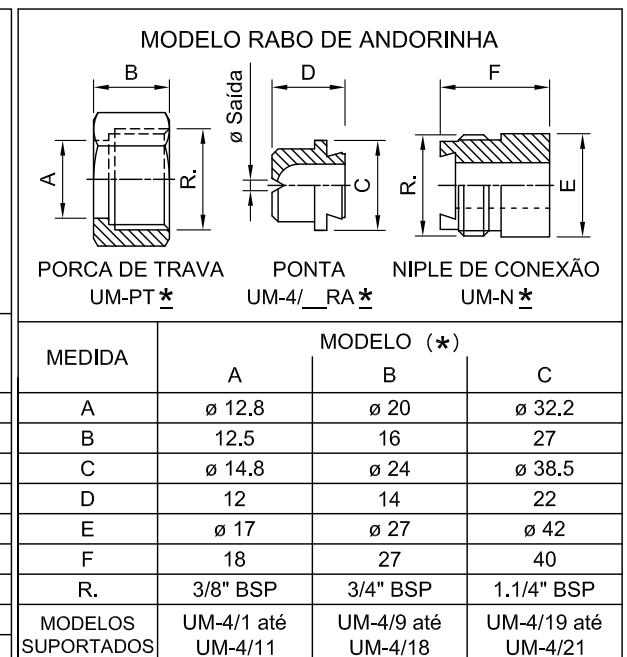 MODELO RABO DE ANDORINHA
B
ø Saída
D
F
A
R.
C
R.
E
PORCA DE TRAVA
UM-PT *
PONTA
UM-4/__RA *
NIPLE DE CONEXÃO
UM-N *
MEDIDA MODELO (*)
A B C
A ø 12.8 ø 20 ø 32.2
B 12.5 16 27
C ø 14.8 ø 24 ø 38.5
D 12 14 22
E ø 17 ø 27 ø 42
F 18 27 40
R. 3/8" BSP 3/4" BSP 1.1/4" BSP
MODELOS SUPORTADOS UM-4/1 até UM-4/11 UM-4/9 até UM-4/18 UM-4/19 até UM-4/21